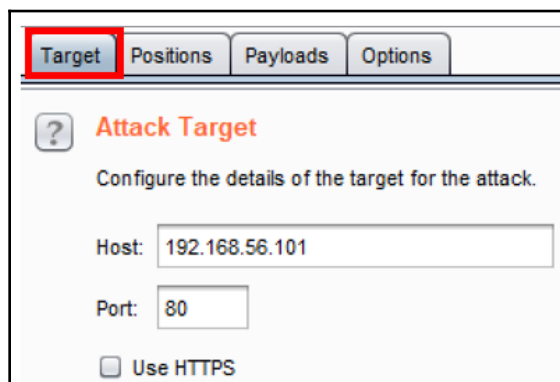 Target Positions Payloads Options
? Attack Target
Configure the details of the target for the attack.
Host: 192.168.56.101
Port: 80
Use HTTPS